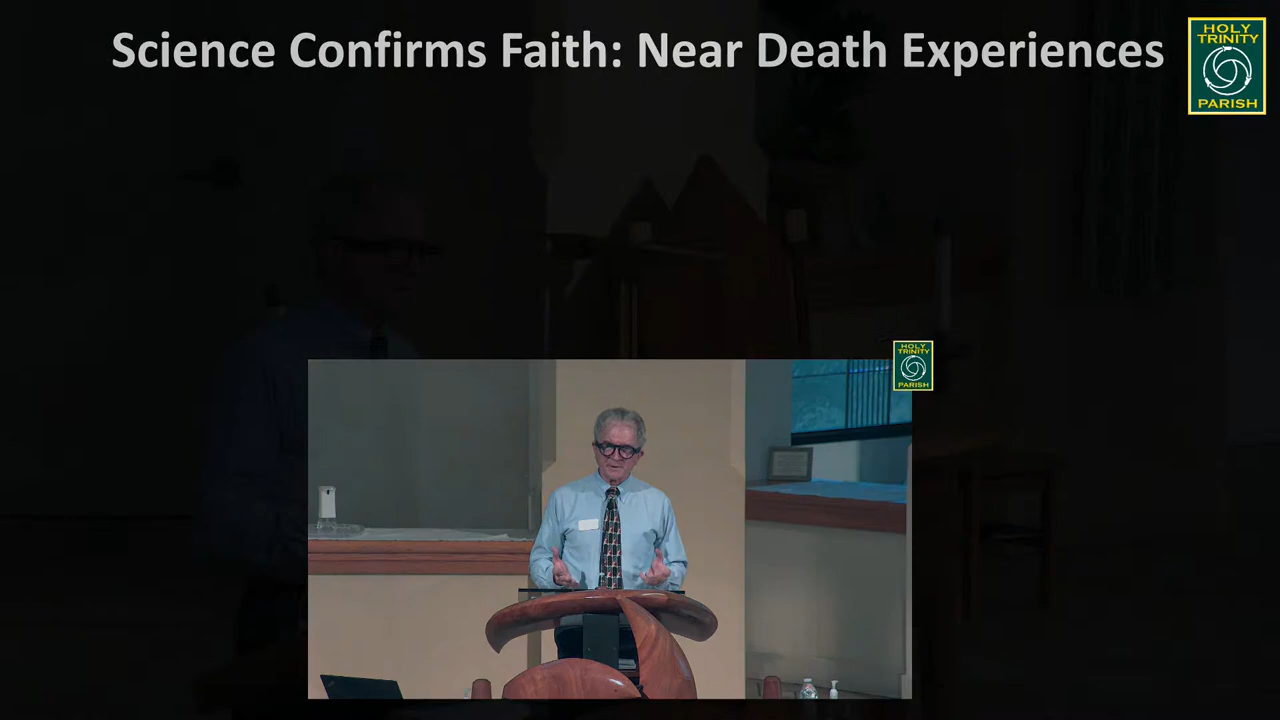 Science Confirms Faith: Near Death Experiences
HOLY
TRINITY
PARISH
HOLY
TRINITY
PARISH